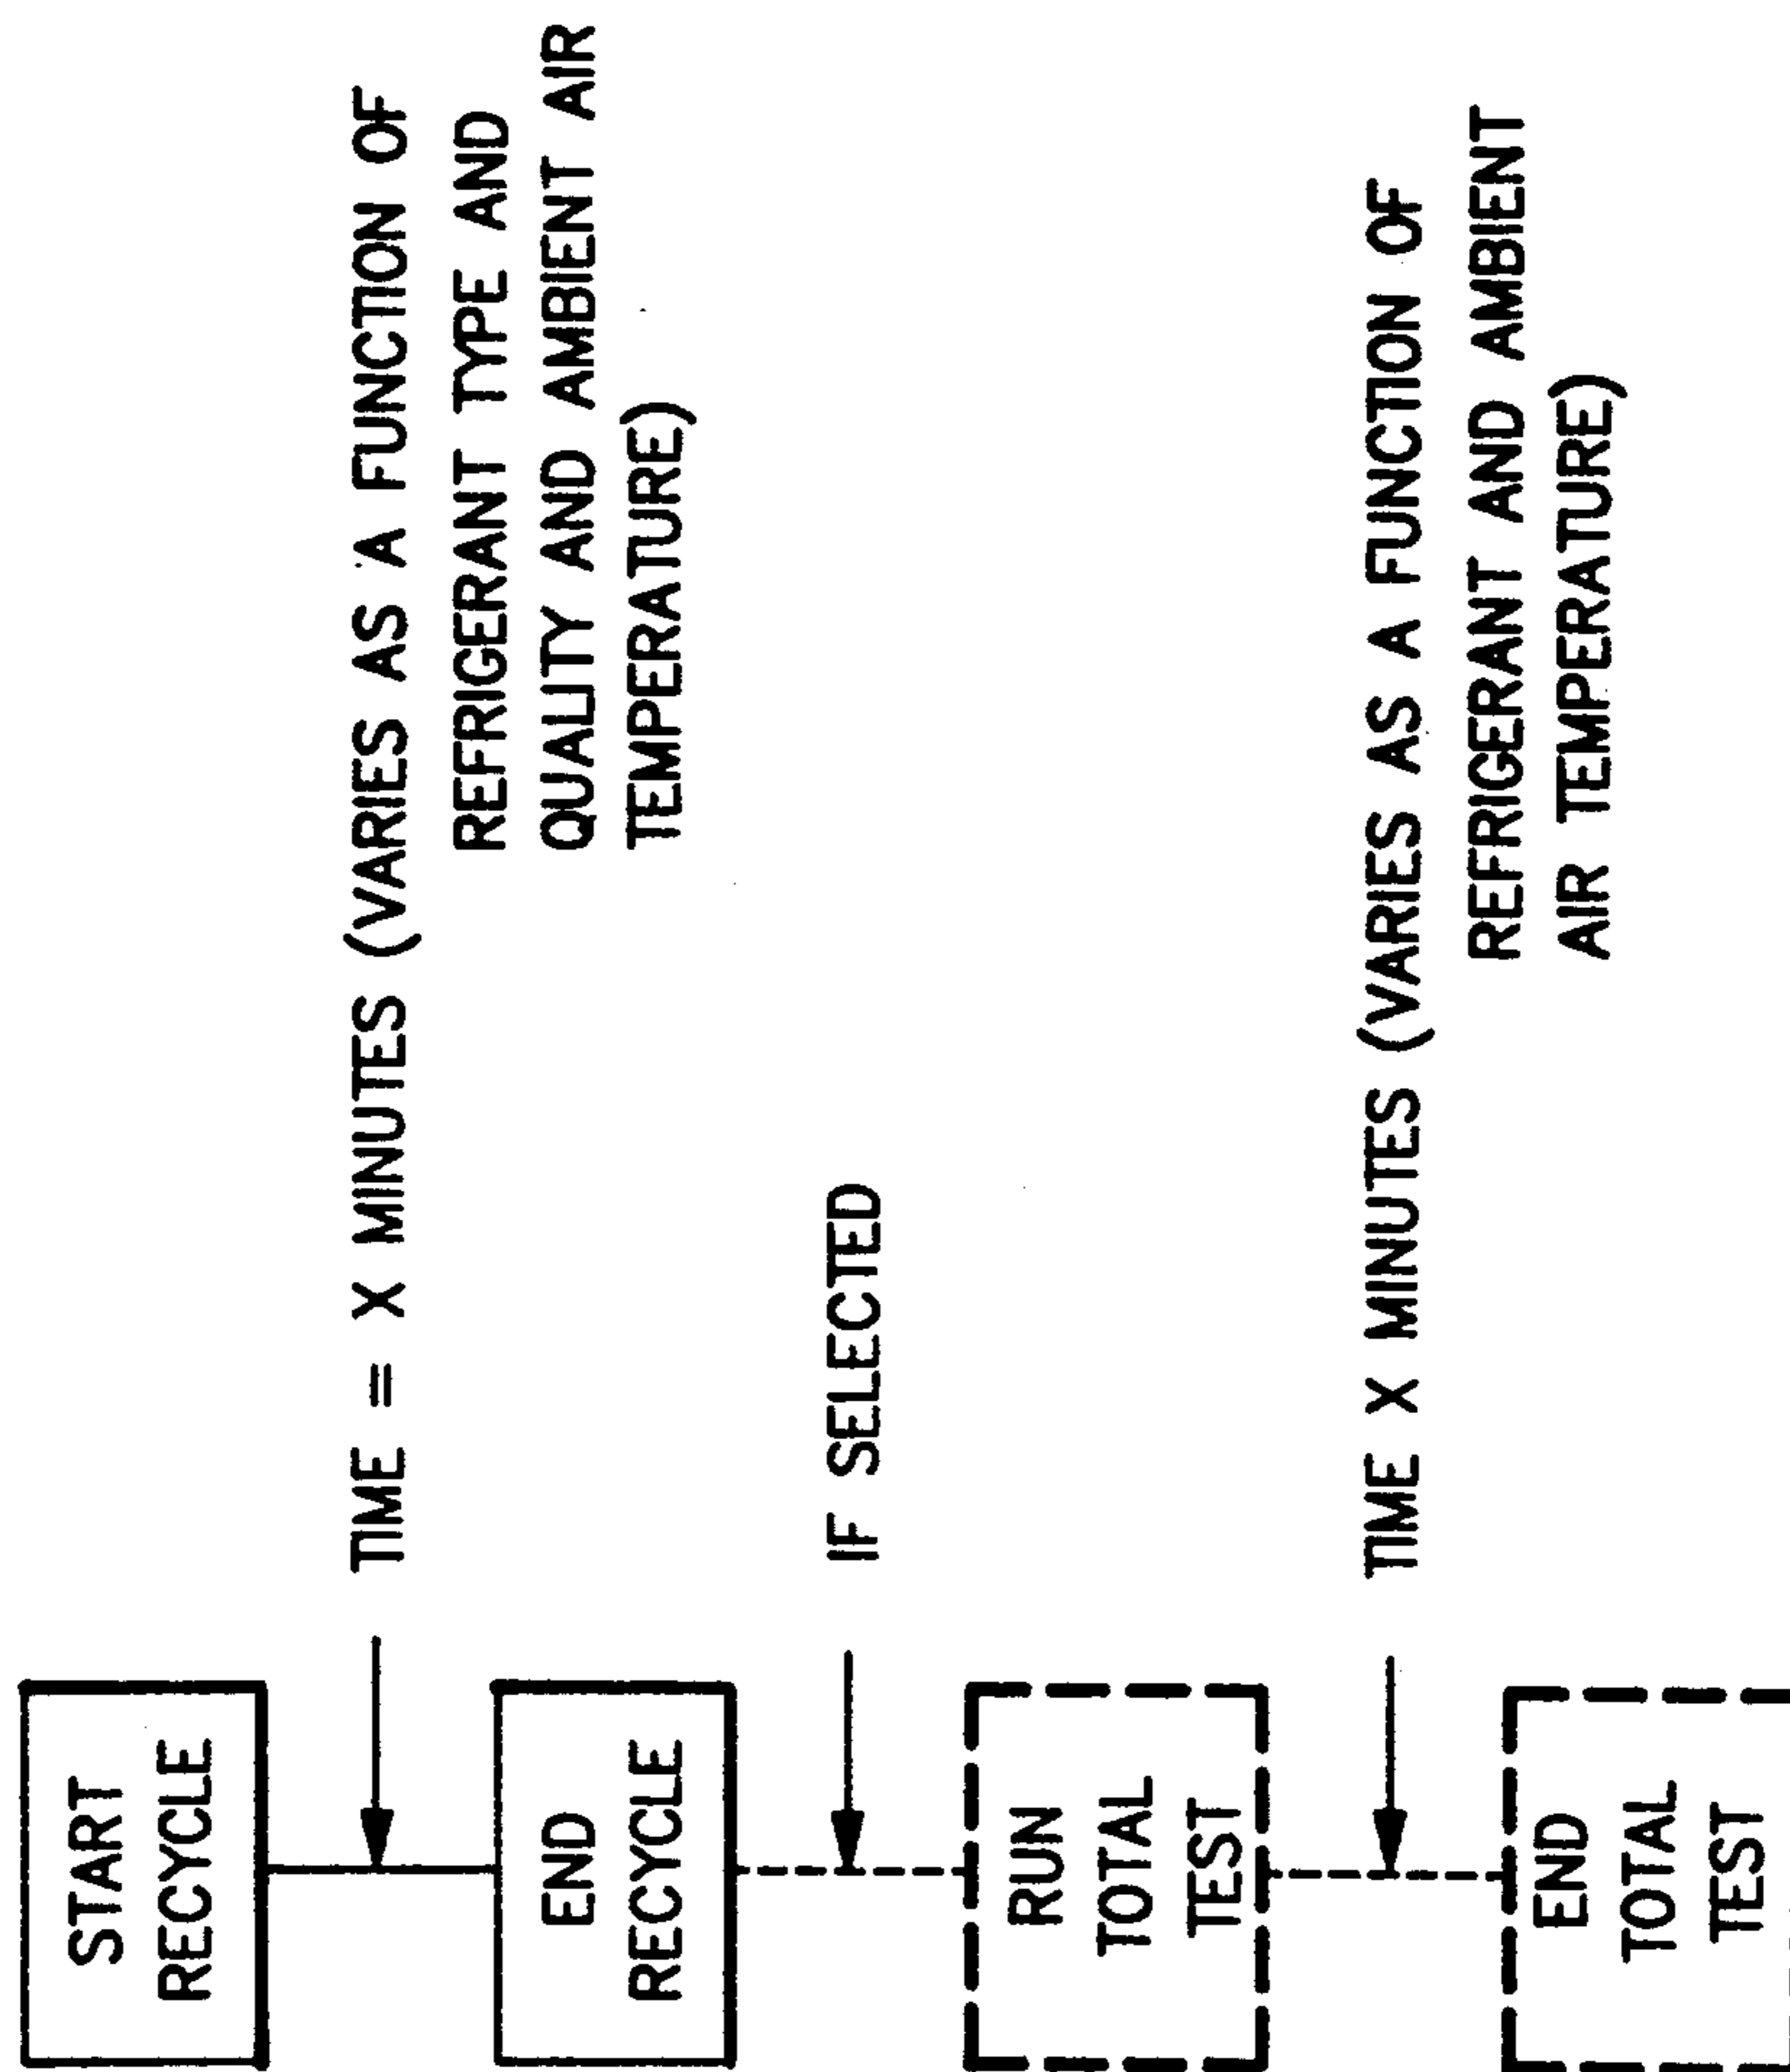 START
RECYCLE
TIME = X MINUTES (VARIES AS A FUNCTION OF
REFRIGERANT TYPE AND
QUALITY AND AMBIENT AIR
TEMPERATURE)
END
RECYCLE
IF SELECTED
RUN
TOTAL
TEST
TIME X MINUTES (VARIES AS A FUNCTION OF
REFRIGERANT AND AMBIENT
AIR TEMPERATURE)
END
TOTAL
TEST